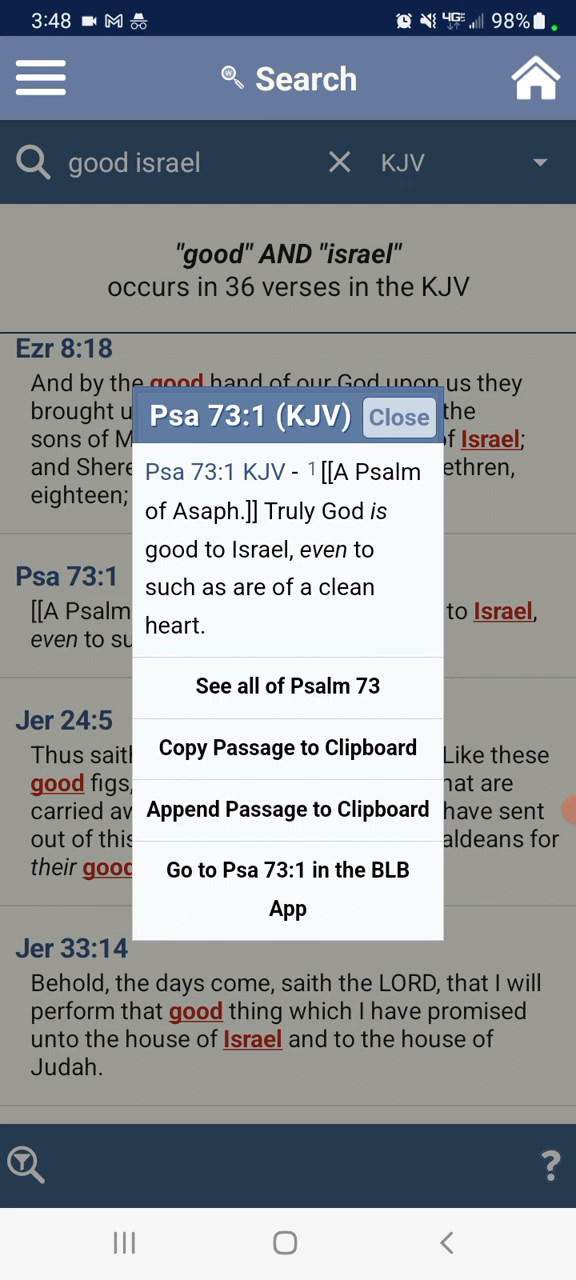 3:48
4GE 98%
Search
good israel
KJV
"good" AND "israel"
occurs in 36 verses in the KJV
Ezr 8:18
And by the good hand of our God upon us they
brought u the
sons of M f Israel;
and Shere ethren,
eighteen;
Psa 73:1
[[A Psalm to Israel,
even to su
Jer 24:5
Thus sait Like these
good figs, hat are
carried av have sent
out of this aldeans for
their good
Jer 33:14
Behold, the days come, saith the LORD, that I will
perform that good thing which I have promised
unto the house of Israel and to the house of
Judah.
Psa 73:1 (KJV) Close
Psa 73:1 KJV - 1 [[A Psalm
of Asaph.]] Truly God is
good to Israel, even to
such as are of a clean
heart.
See all of Psalm 73
Copy Passage to Clipboard
Append Passage to Clipboard
Go to Psa 73:1 in the BLB
App
?